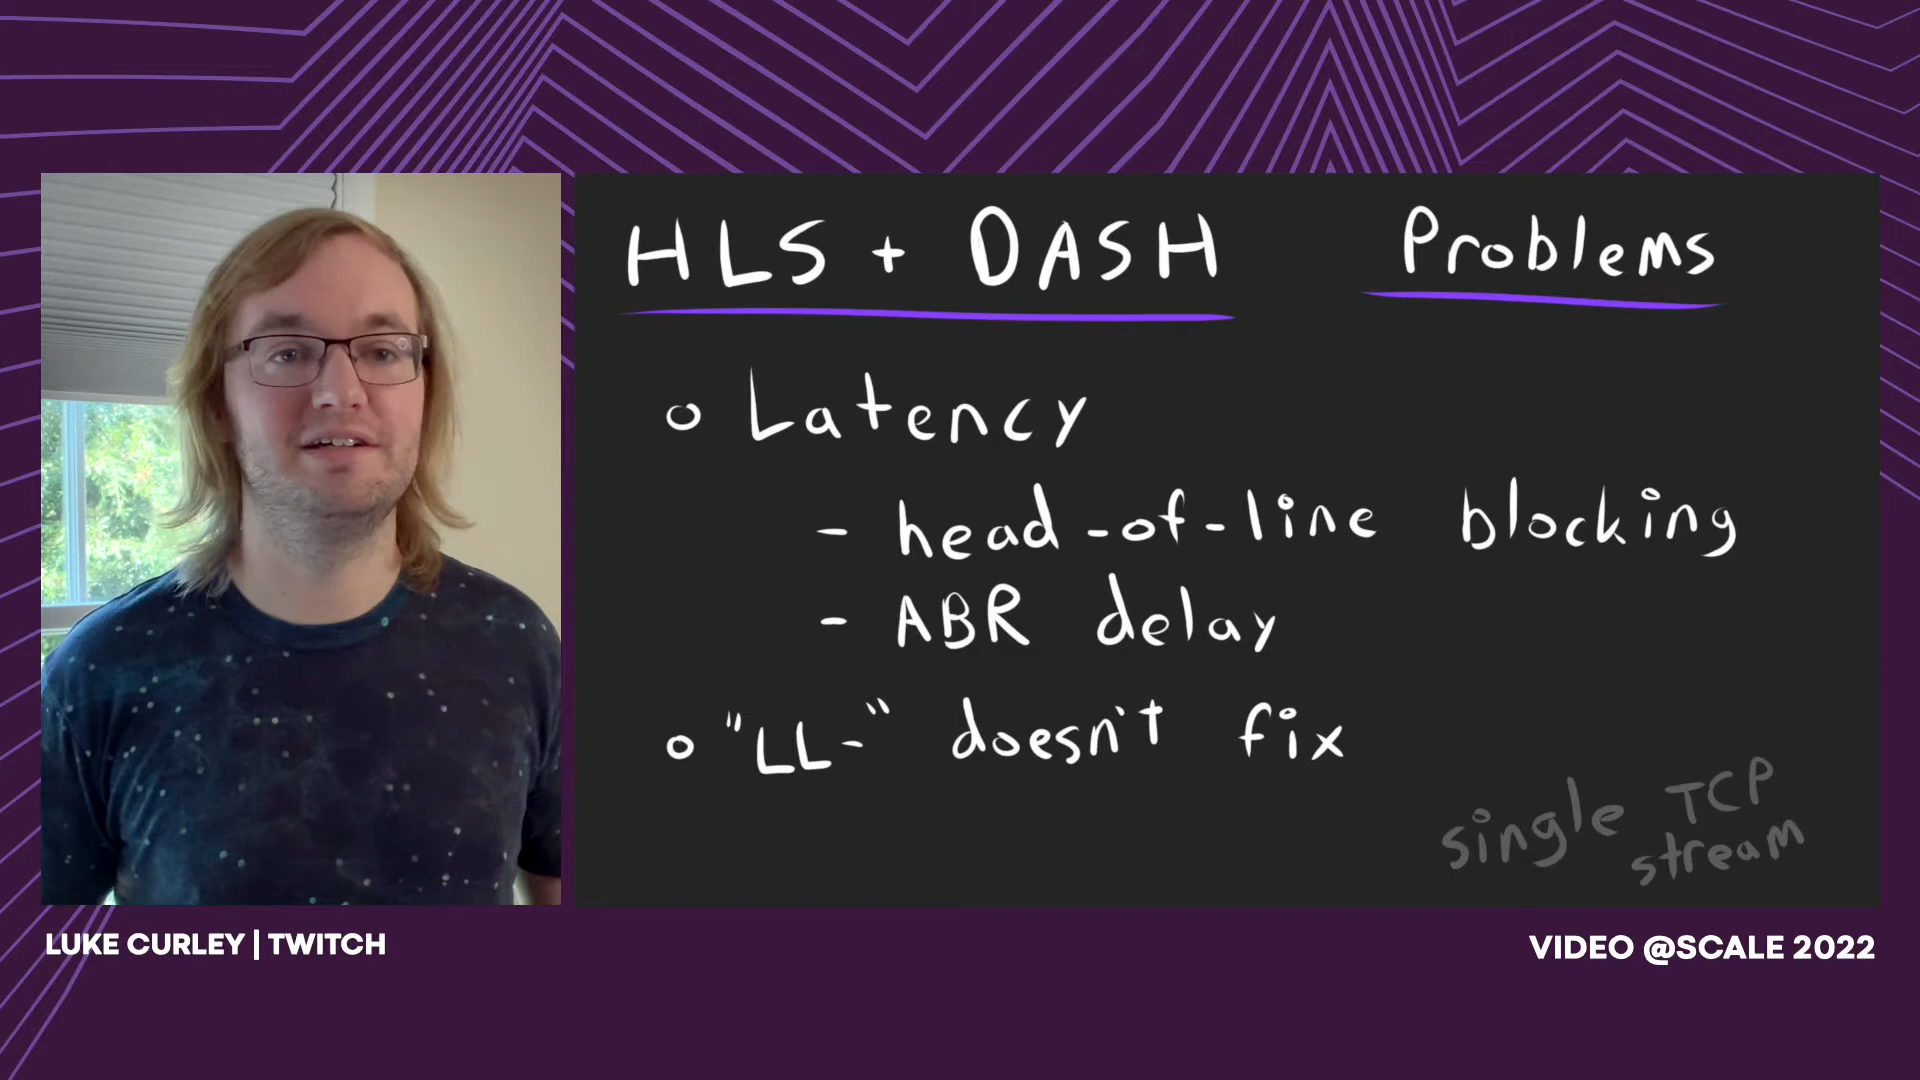 HLS + DASH Problems
o Latency
- head-of-line blocking
- ABR delay
o "LL-" doesn't fix
single TCP
stream
LUKE CURLEY | TWITCH
VIDEO @SCALE 2022